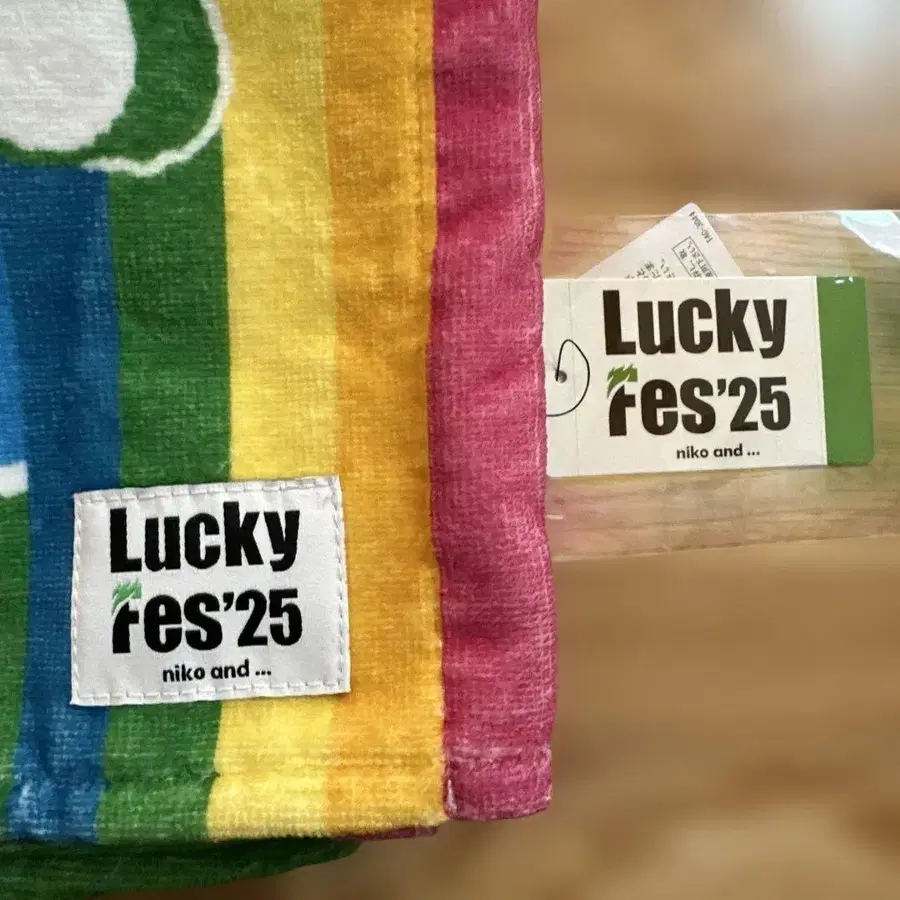 Lucky
Fes'25
niko and ...
Lucky
Fes'25
niko and ...